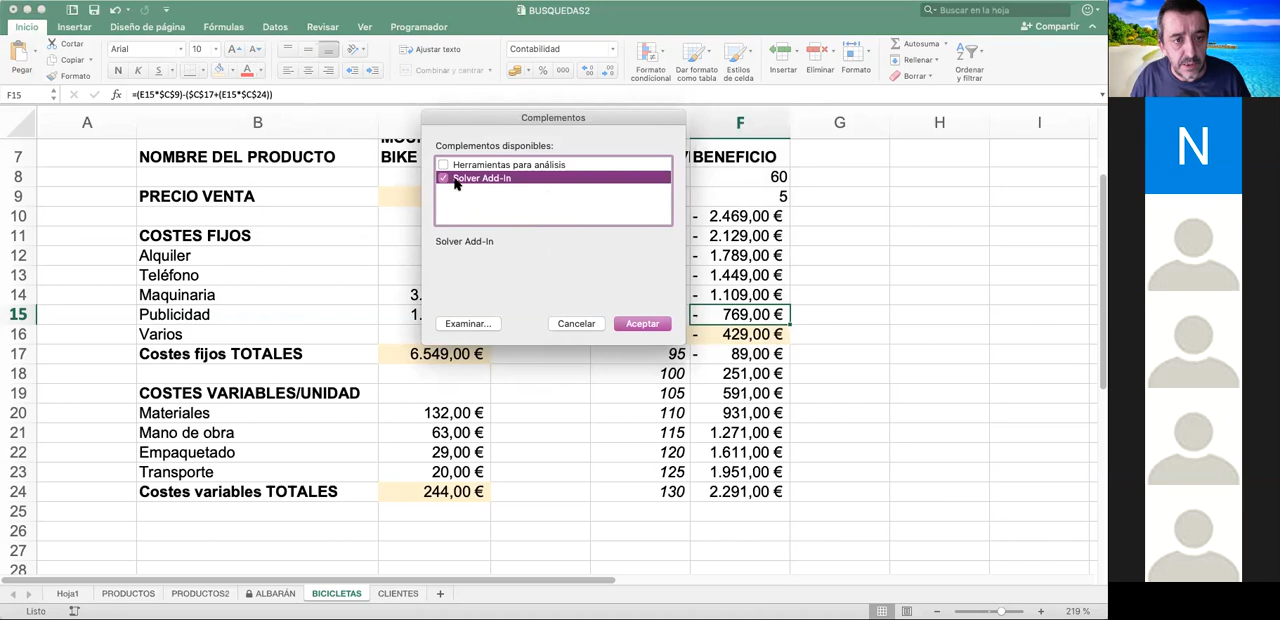 BUSQUEDAS2
Buscar en la hoja
Inicio Insertar Diseño de página Fórmulas Datos Revisar Ver Programador
Compartir
Pegar
Cortar
Copiar
Formato
Arial 10 A A
N K S A
Ajustar texto
Combinar y centrar
Contabilidad
% 000
Formato condicional
Dar formato como tabla
Estilos de celda
Insertar
Eliminar
Formato
Autosuma
Rellenar
Borrar
Ordenar y filtrar
F15 fx =(E15*$C$9)-($C$17+(E15*$C$24))
A B F G H I
7 NOMBRE DEL PRODUCTO BIKE BENEFICIO
8 60
9 PRECIO VENTA 5
10 - 2.469,00 €
11 COSTES FIJOS - 2.129,00 €
12 Alquiler - 1.789,00 €
13 Teléfono - 1.449,00 €
14 Maquinaria 3. - 1.109,00 €
15 Publicidad 1. - 769,00 €
16 Varios - 429,00 €
17 Costes fijos TOTALES 6.549,00 € 95 - 89,00 €
18 100 251,00 €
19 COSTES VARIABLES/UNIDAD 105 591,00 €
20 Materiales 132,00 € 110 931,00 €
21 Mano de obra 63,00 € 115 1.271,00 €
22 Empaquetado 29,00 € 120 1.611,00 €
23 Transporte 20,00 € 125 1.951,00 €
24 Costes variables TOTALES 244,00 € 130 2.291,00 €
25
26
27
28
Complementos
Complementos disponibles:
Herramientas para análisis
Solver Add-In
Solver Add-In
Examinar... Cancelar Aceptar
Hoja1 PRODUCTOS PRODUCTOS2 ALBARÁN BICICLETAS CLIENTES +
Listo
219 %
N